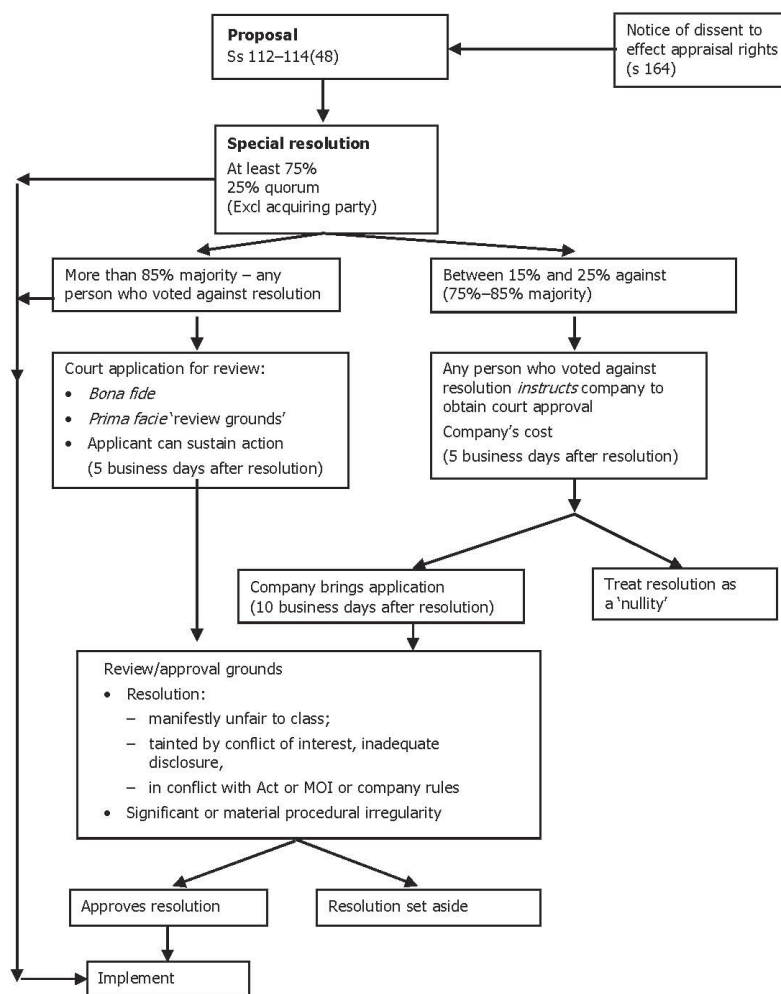 Proposal
Ss 112–114(48)
Notice of dissent to
effect appraisal rights
(s 164)
Special resolution
At least 75%
25% quorum
(Excl acquiring party)
More than 85% majority – any
person who voted against resolution
Between 15% and 25% against
(75%–85% majority)
Court application for review:
• Bona fide
• Prima facie ‘review grounds’
• Applicant can sustain action
(5 business days after resolution)
Any person who voted against
resolution instructs company to
obtain court approval
Company’s cost
(5 business days after resolution)
Company brings application
(10 business days after resolution)
Treat resolution as
a ‘nullity’
Review/approval grounds
• Resolution:
– manifestly unfair to class;
– tainted by conflict of interest, inadequate
disclosure,
– in conflict with Act or MOI or company rules
• Significant or material procedural irregularity
Approves resolution
Resolution set aside
Implement